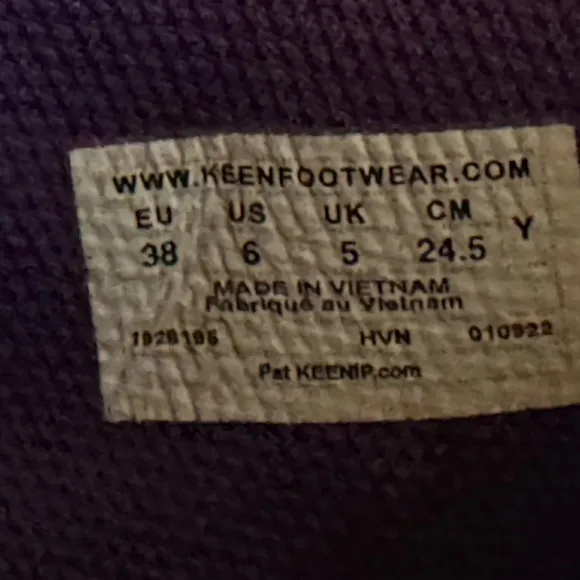 WWW.KEENFOOTWEAR.COM
EU US UK CM Y
38 6 5 24.5
MADE IN VIETNAM
Fabriqué au Vietnam
HVN 010922
Pat KEENIP.com